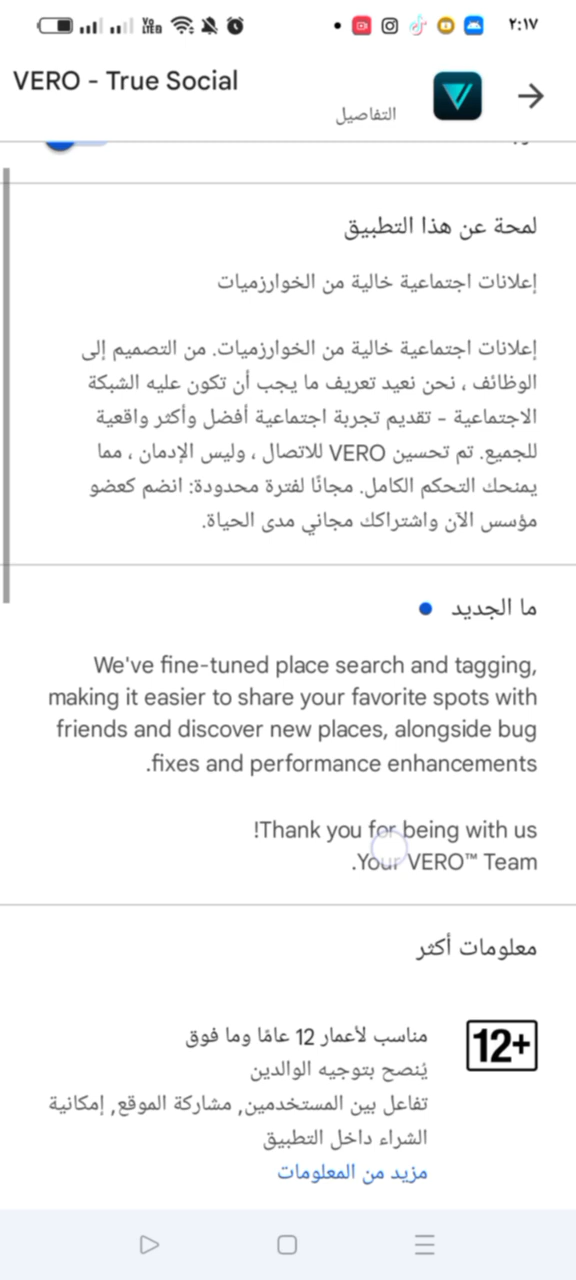 ٢:١٧
Vo
LTE D
VERO - True Social
التفاصيل
لمحة عن هذا التطبيق
إعلانات اجتماعية خالية من الخوارزميات
إعلانات اجتماعية خالية من الخوارزميات. من التصميم إلى
الوظائف ، نحن نعيد تعريف ما يجب أن تكون عليه الشبكة
الاجتماعية - تقديم تجربة اجتماعية أفضل وأكثر واقعية
للجميع. تم تحسين VERO للاتصال ، وليس الإدمان ، مما
يمنحك التحكم الكامل. مجانًا لفترة محدودة: انضم كعضو
مؤسس الآن واشتراكك مجاني مدى الحياة.
ما الجديد
We've fine-tuned place search and tagging,
making it easier to share your favorite spots with
friends and discover new places, alongside bug
.fixes and performance enhancements
!Thank you for being with us
.Your VERO™ Team
معلومات أكثر
12+
مناسب لأعمار 12 عامًا وما فوق
يُنصح بتوجيه الوالدين
تفاعل بين المستخدمين, مشاركة الموقع, إمكانية
الشراء داخل التطبيق
مزيد من المعلومات